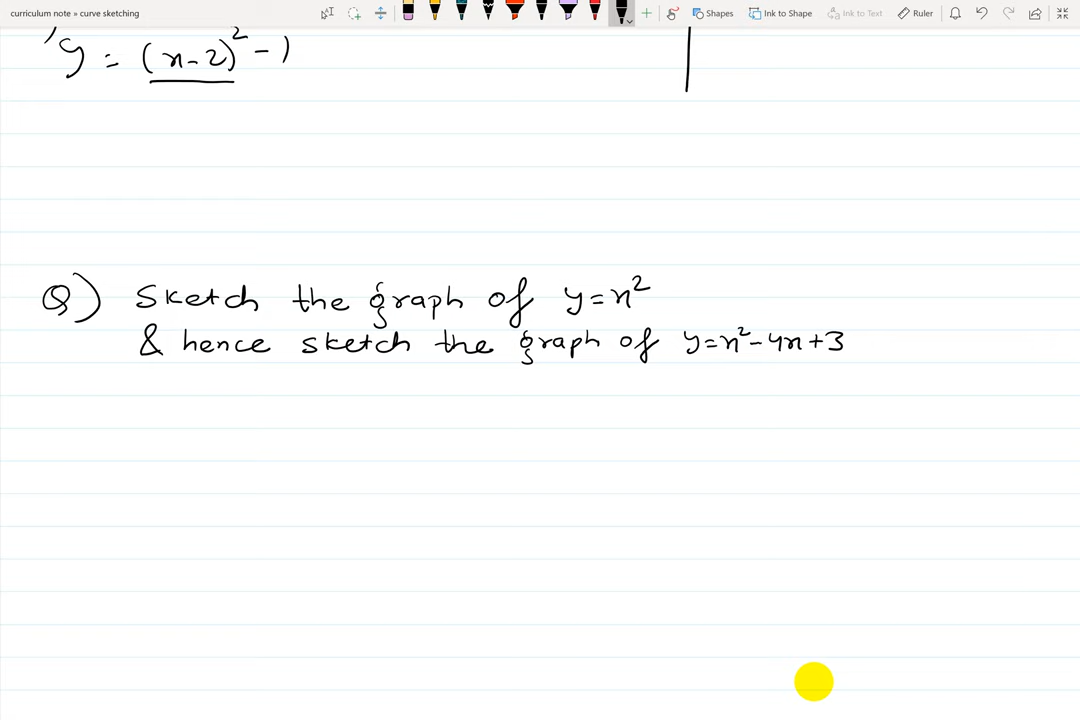 curriculum note » curve sketching
Shapes
Ink to Shape
Ink to Text
Ruler
y = (x-2)² - 1
Q) Sketch the graph of y=x²
& hence sketch the graph of y=x²-4x+3